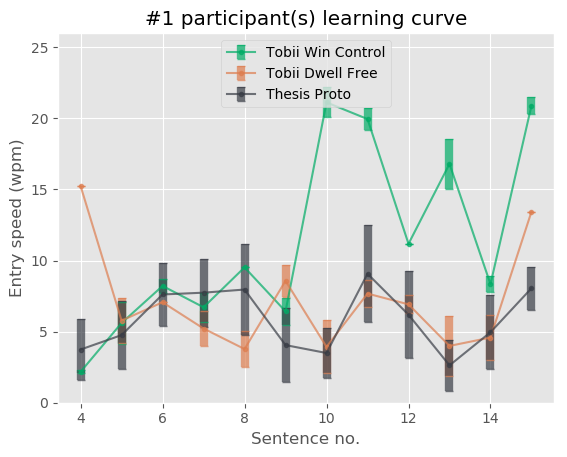 #1 participant(s) learning curve
Tobii Win Control
Tobii Dwell Free
Thesis Proto
Entry speed (wpm)
25
20
15
10
5
0
4
6
8
10
12
14
Sentence no.